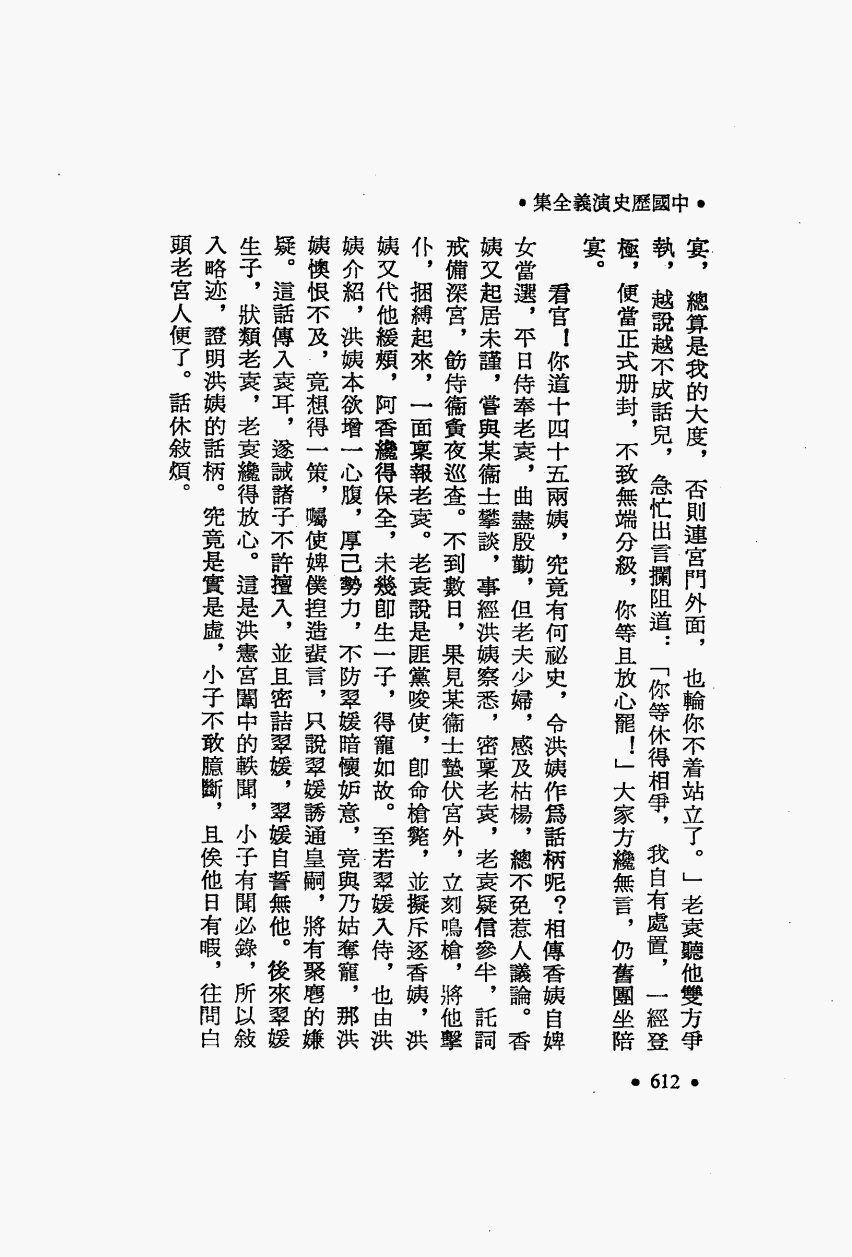 •中國歷史演義全集•
宴，總算是我的大度，否則連宮門外面，也輪你不着站立了。」老袁聽他雙方爭
執，越說越不成話兒，急忙出言攔阻道：「你等休得相爭，我自有處置，一經登
極，便當正式册封，不致無端分級，你等且放心罷！」大家方纔無言，仍舊團坐陪
宴。
看官！你道十四十五兩姨，究竟有何祕史，令洪姨作爲話柄呢？相傳香姨自婢
女當選，平日侍奉老袁，曲盡殷勤，但老夫少婦，感及枯楊，總不免惹人議論。香
姨又起居未謹，嘗與某衞士攀談，事經洪姨察悉，密稟老袁，老袁疑信參半，託詞
戒備深宮，飭侍衞夤夜巡查。不到數日，果見某衞士蟄伏宮外，立刻鳴槍，將他擊
仆，捆縛起來，一面稟報老袁。老袁說是匪黨唆使，卽命槍斃，並擬斥逐香姨，洪
姨又代他緩頰，阿香纔得保全，未幾卽生一子，得寵如故。至若翠媛入侍，也由洪
姨介紹，洪姨本欲增一心腹，厚己勢力，不防翠媛暗懷妒意，竟與乃姑奪寵，那洪
姨懊恨不及，竟想得一策，囑使婢僕捏造蜚言，只說翠媛誘通皇嗣，將有聚麀的嫌
疑。這話傳入袁耳，遂誡諸子不許擅入，並且密詰翠媛，翠媛自誓無他。後來翠媛
生子，狀類老袁，老袁纔得放心。這是洪憲宮闈中的軼聞，小子有聞必錄，所以敍
入略迹，證明洪姨的話柄。究竟是實是虛，小子不敢臆斷，且俟他日有暇，往問白
頭老宮人便了。話休敍煩。
•612•